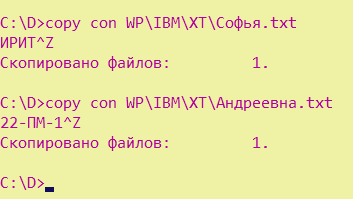 C:\D>copy con WP\IBM\XT\Софья.txt
ИРИТ^Z
Скопировано файлов:         1.
C:\D>copy con WP\IBM\XT\Андреевна.txt
22-ПМ-1^Z
Скопировано файлов:         1.
C:\D>